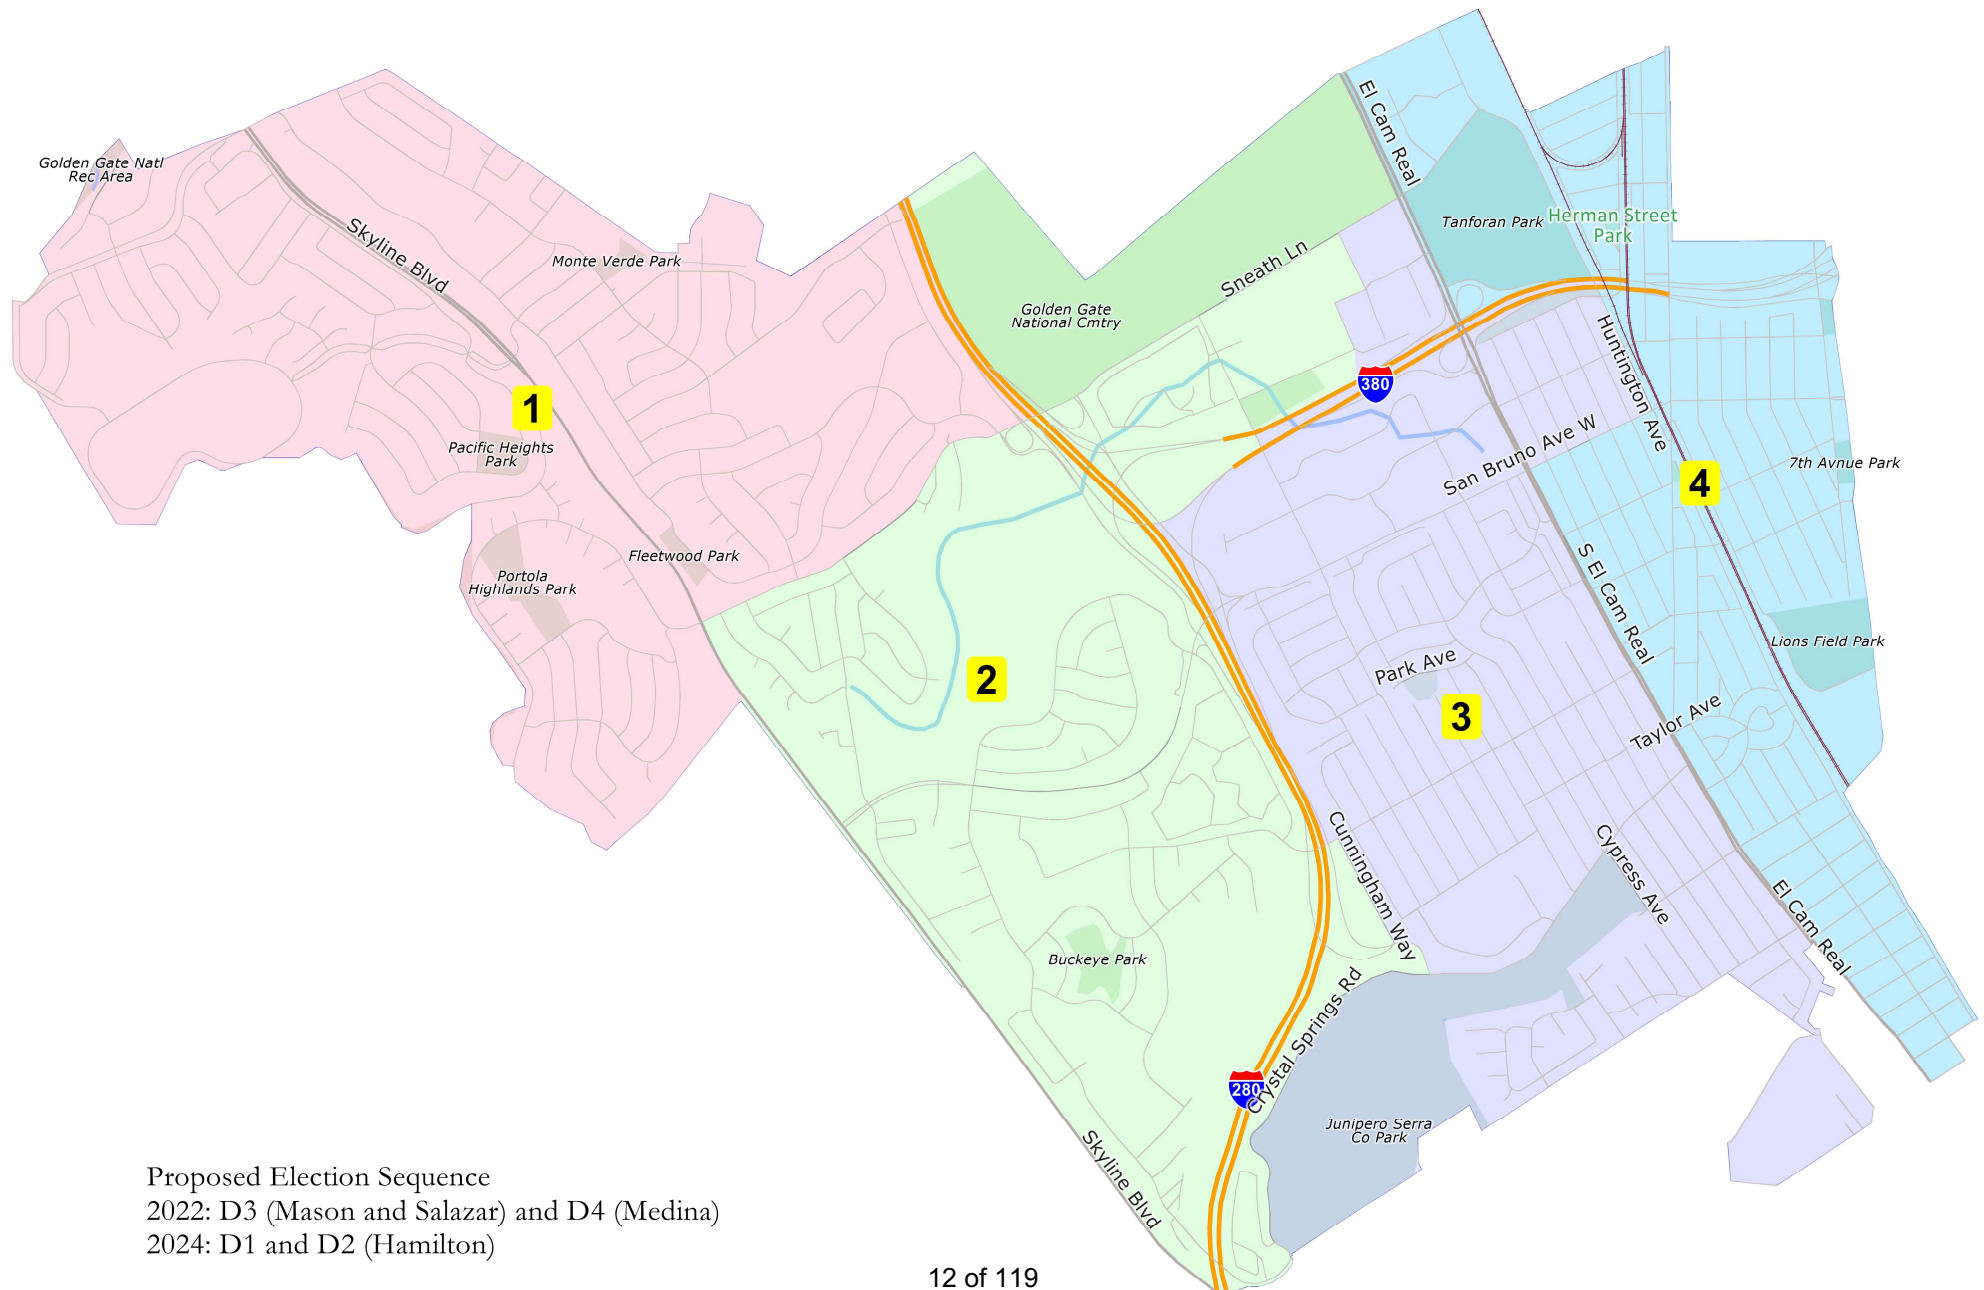 El Cam Real
Golden Gate Natl
Rec Area
Tanforan Park
Herman Street
Park
Skyline Blvd
Monte Verde Park
Sneath Ln
Golden Gate
National Cmtry
Huntington Ave
380
1
Pacific Heights
Park
San Bruno Ave W
4
7th Avnue Park
Fleetwood Park
Portola
Highlands Park
S El Cam Real
Lions Field Park
2
Park Ave
3
Taylor Ave
Cunningham Way
Cypress Ave
El Cam Real
Buckeye Park
Crystal Springs Rd
280
Junipero Serra
Co Park
Skyline Blvd
Proposed Election Sequence
2022: D3 (Mason and Salazar) and D4 (Medina)
2024: D1 and D2 (Hamilton)
12 of 119